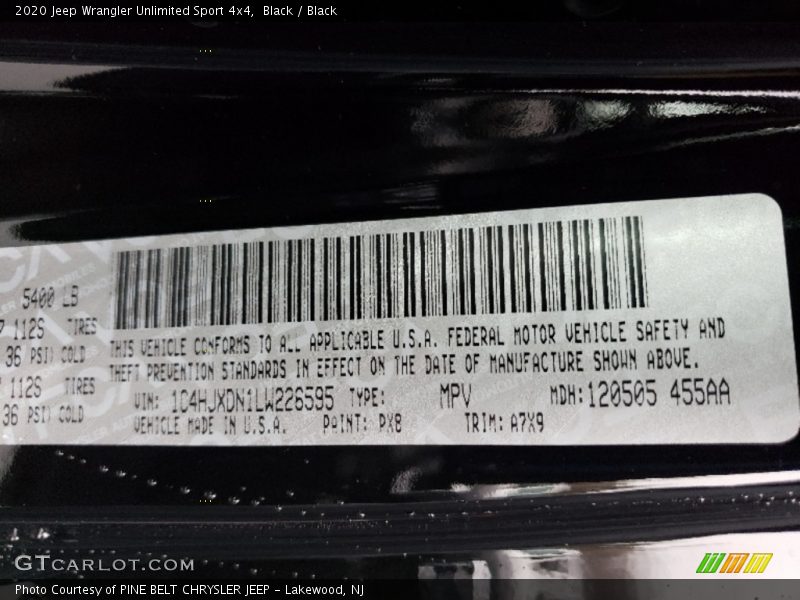 2020 Jeep Wrangler Unlimited Sport 4x4,  Black / Black
5400 LB
112S TIRES
36 PSI) COLD
112S TIRES
36 PSI) COLD
THIS VEHICLE CONFORMS TO ALL APPLICABLE U.S.A. FEDERAL MOTOR VEHICLE SAFETY AND
THEFT PREVENTION STANDARDS IN EFFECT ON THE DATE OF MANUFACTURE SHOWN ABOVE.
VIN: 1C4HJXDN1LW226595 TYPE: MPV MDH: 120505 455AA
VEHICLE MADE IN U.S.A. PAINT: PX8 TRIM: A7X9
GTcarlot.com
Photo Courtesy of PINE BELT CHRYSLER JEEP - Lakewood, NJ